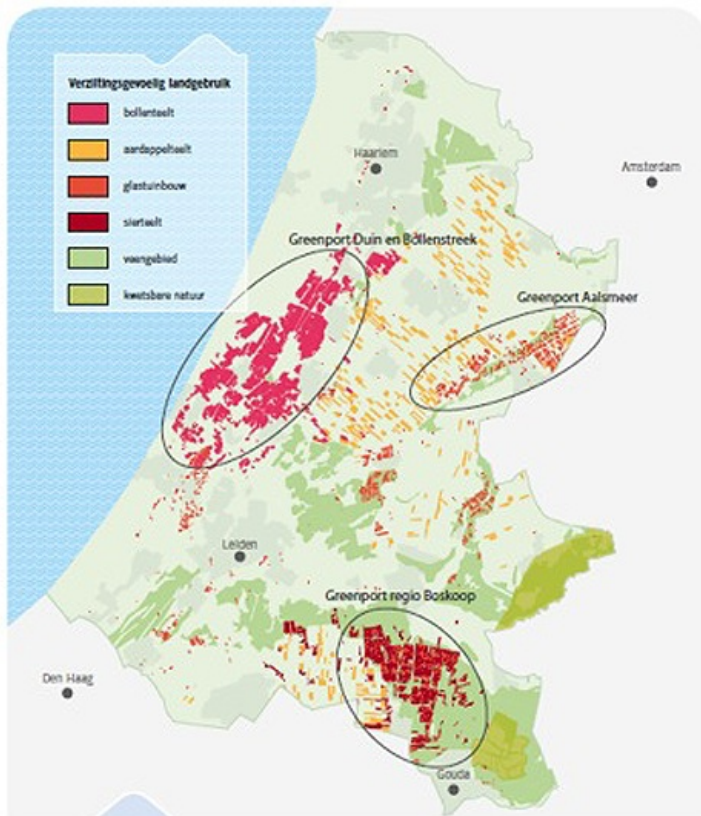 Verziltingsgevoelig landgebruik
bollenteelt
aardappelteelt
glastuinbouw
sierteelt
veengebied
kwetsbare natuur
Haarlem
Amsterdam
Greenport Duin en Bollenstreek
Greenport Aalsmeer
Leiden
Greenport regio Boskoop
Den Haag
Gouda